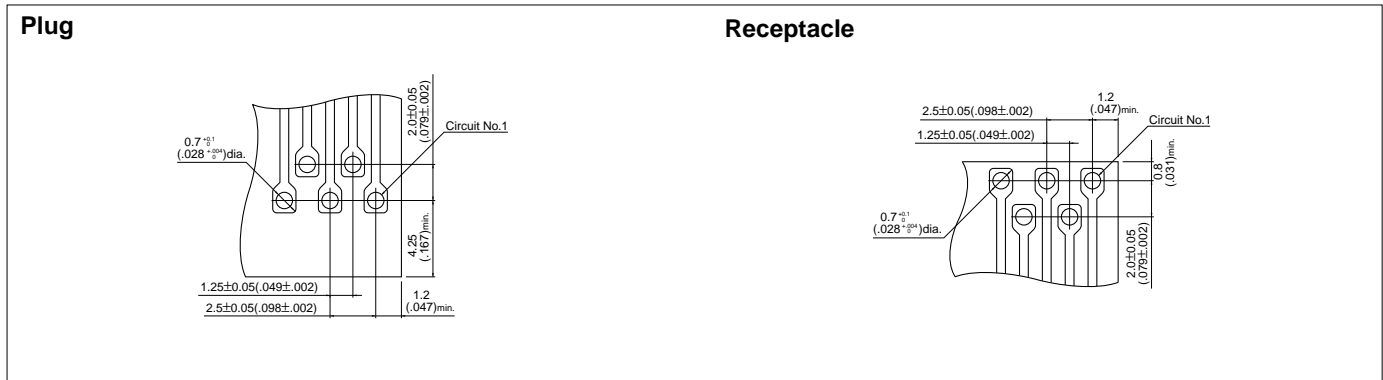 Plug
2.0±0.05
(.079±.002)
Circuit No.1
0.7 +0.1 0
(.028 +.004 0)dia.
4.25
(.167)min.
1.25±0.05(.049±.002)
2.5±0.05(.098±.002)
1.2
(.047)min.
Receptacle
1.2
(.047)min.
2.5±0.05(.098±.002)
Circuit No.1
1.25±0.05(.049±.002)
0.8
(.031)min.
0.7 +0.1 0
(.028 +.004 0)dia.
2.0±0.05
(.079±.002)